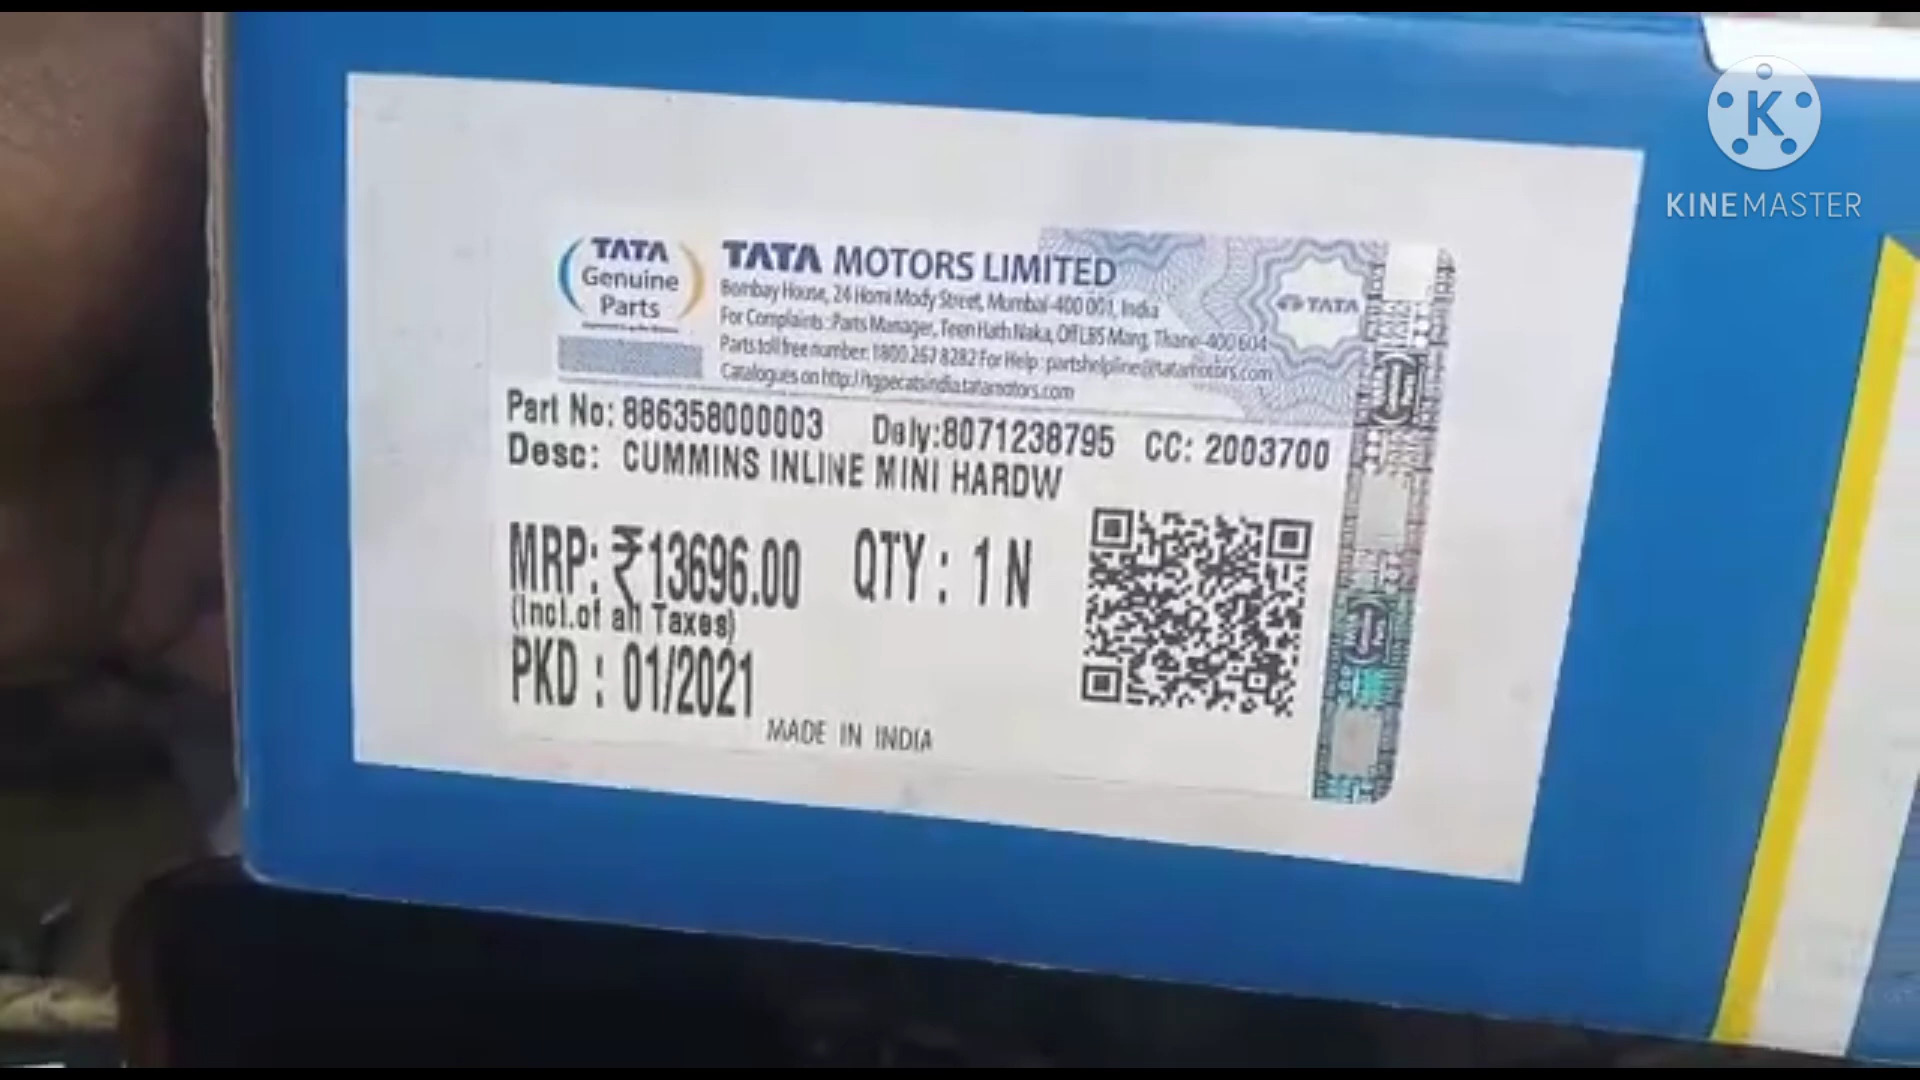 K
KINEMASTER
TATA
Genuine
Parts
TATA MOTORS LIMITED
Bombay House, 24 Homi Mody Street, Mumbai-400 001, India
For Complaints : Parts Manager, Teen Hath Naka, Off LBS Marg, Thane-400 604
Parts toll free number: 1800 267 8282 For Help : partshelpline@tatamotors.com
Catalogues on http://tgpecatsindia.tatamotors.com
TATA
Part No: 886358000003 Dely:8071238795 CC: 2003700
Desc: CUMMINS INLINE MINI HARDW
MRP: ₹13696.00 QTY : 1 N
(Incl.of all Taxes)
PKD : 01/2021
MADE IN INDIA